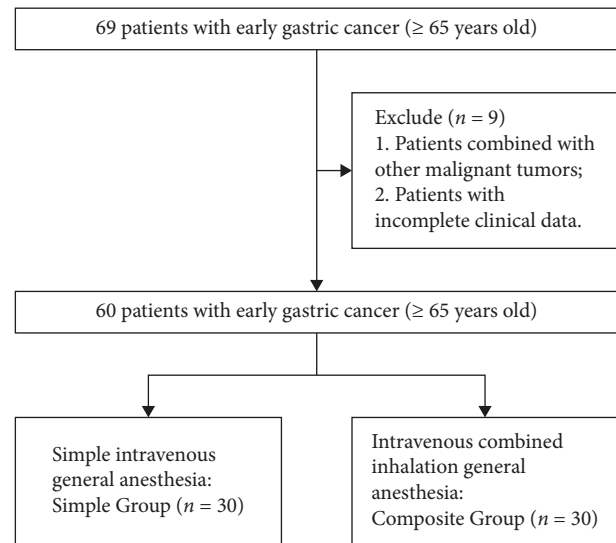 69 patients with early gastric cancer (≥ 65 years old)
Exclude (n = 9)
1. Patients combined with
other malignant tumors;
2. Patients with
incomplete clinical data.
60 patients with early gastric cancer (≥ 65 years old)
Simple intravenous
general anesthesia:
Simple Group (n = 30)
Intravenous combined
inhalation general
anesthesia:
Composite Group (n = 30)